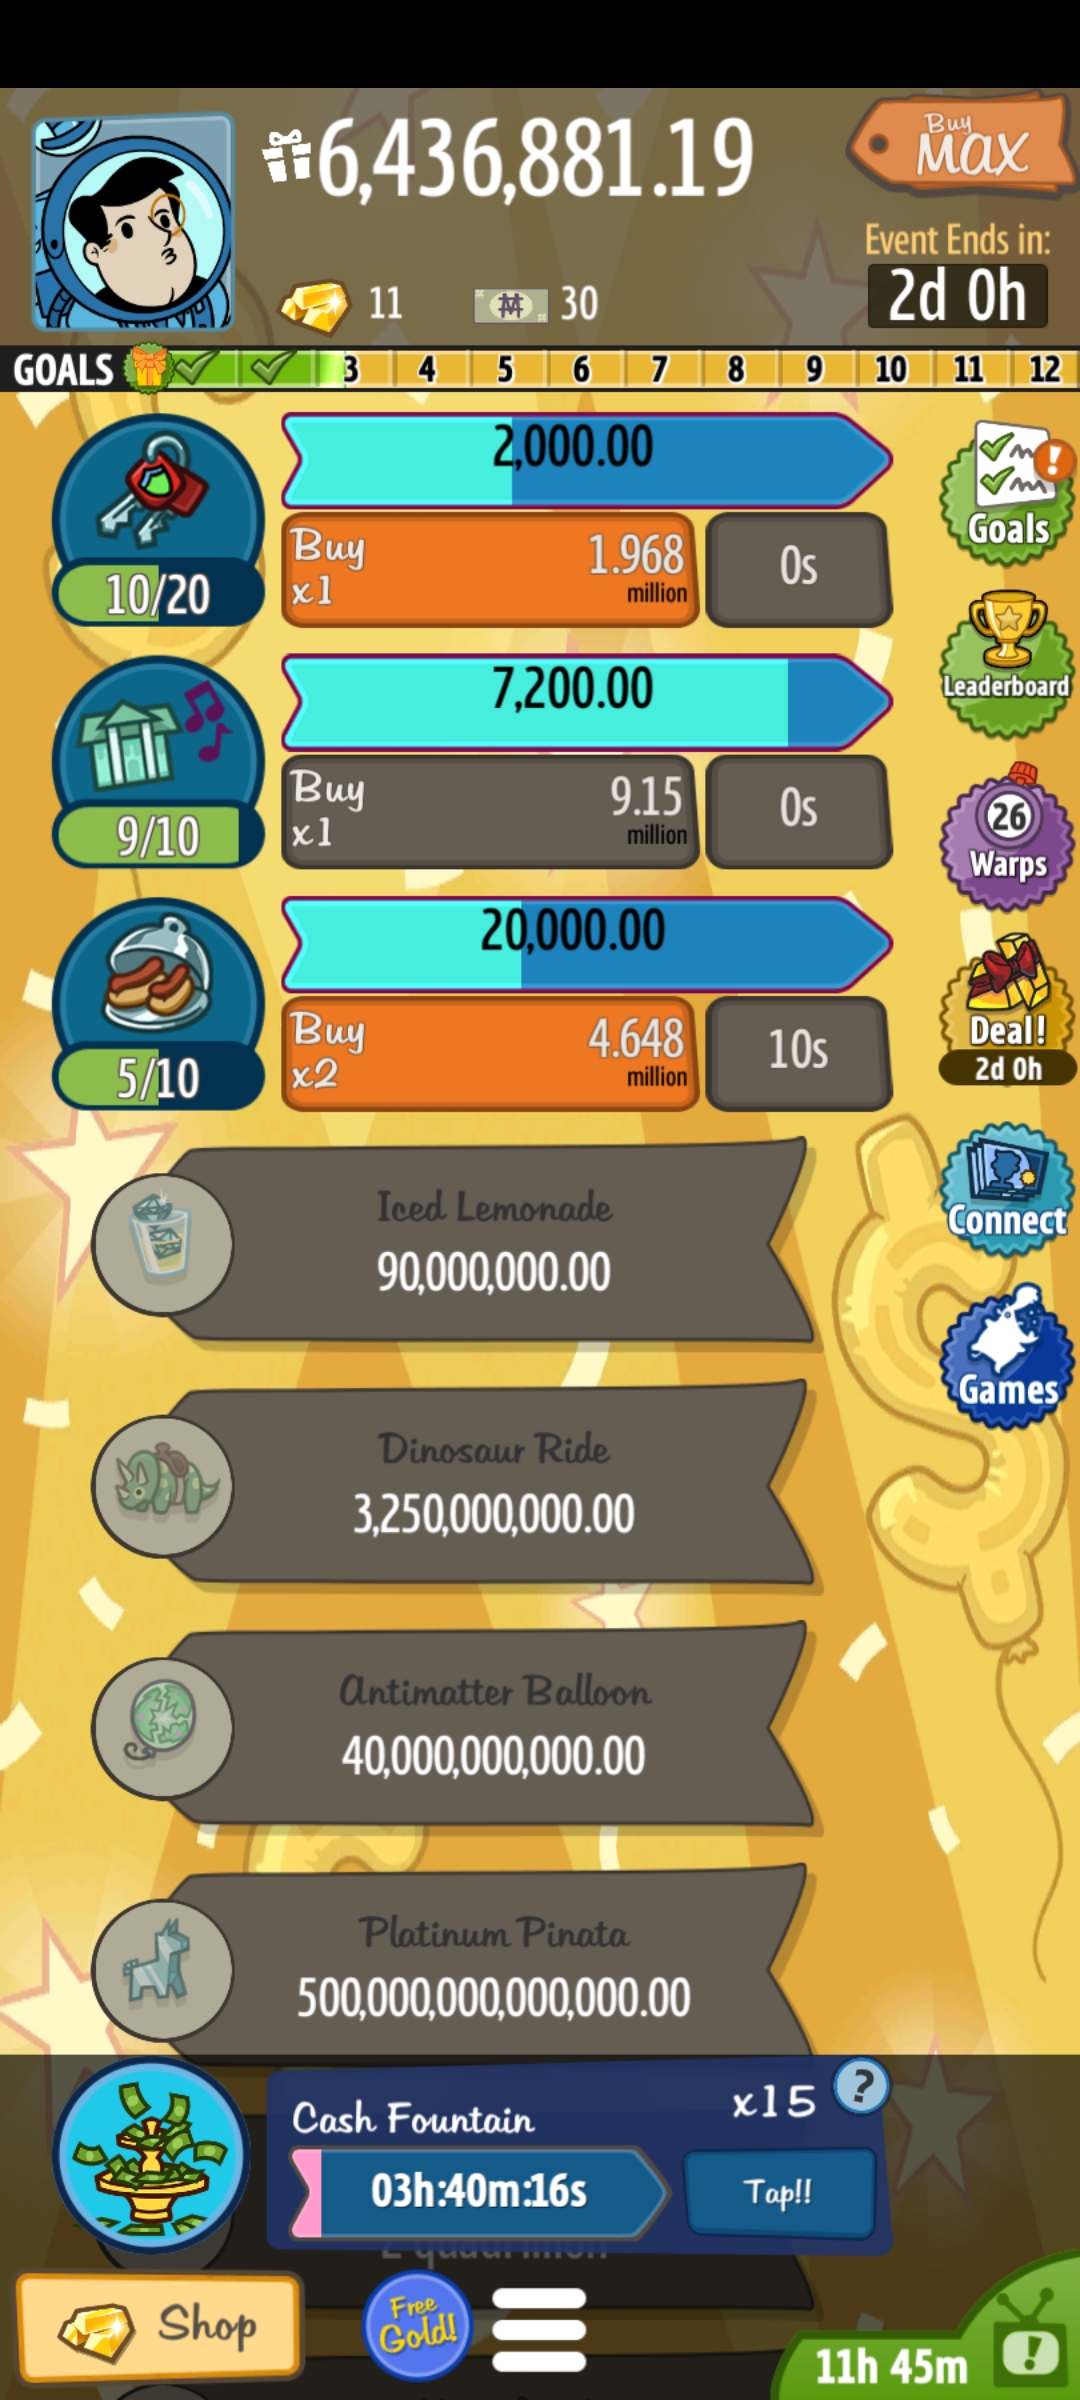 6,436,881.19
Buy
MAX
Event Ends in:
2d 0h
11
30
GOALS 3 4 5 6 7 8 9 10 11 12
2,000.00
Buy
x1
1.968
million
0s
10/20
Goals
7,200.00
Buy
x1
9.15
million
0s
9/10
Leaderboard
20,000.00
Buy
x2
4.648
million
10s
5/10
26
Warps
Deal!
2d 0h
Iced Lemonade
90,000,000.00
Connect
Games
Dinosaur Ride
3,250,000,000.00
Antimatter Balloon
40,000,000,000.00
Platinum Pinata
500,000,000,000,000.00
Cash Fountain
x15
?
03h:40m:16s
Tap!!
Shop
Free
Gold!
11h 45m